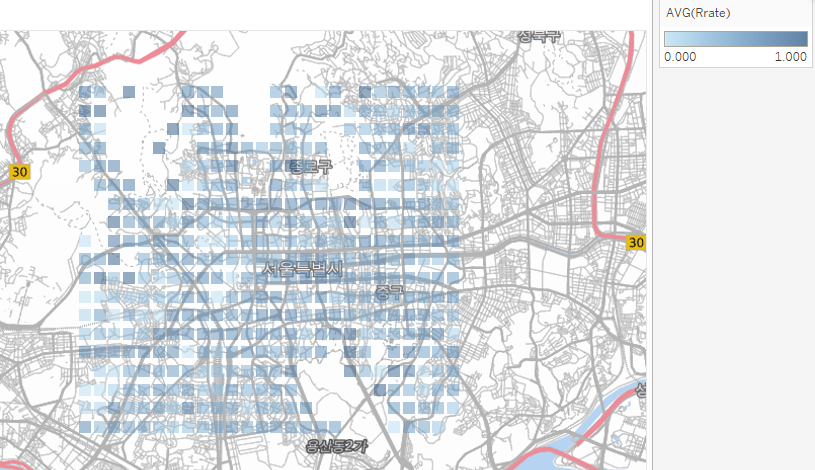 AVG(Rrate)
0.000 1.000
성북구
30
종로구
30
서울특별시
중구
용산동2가